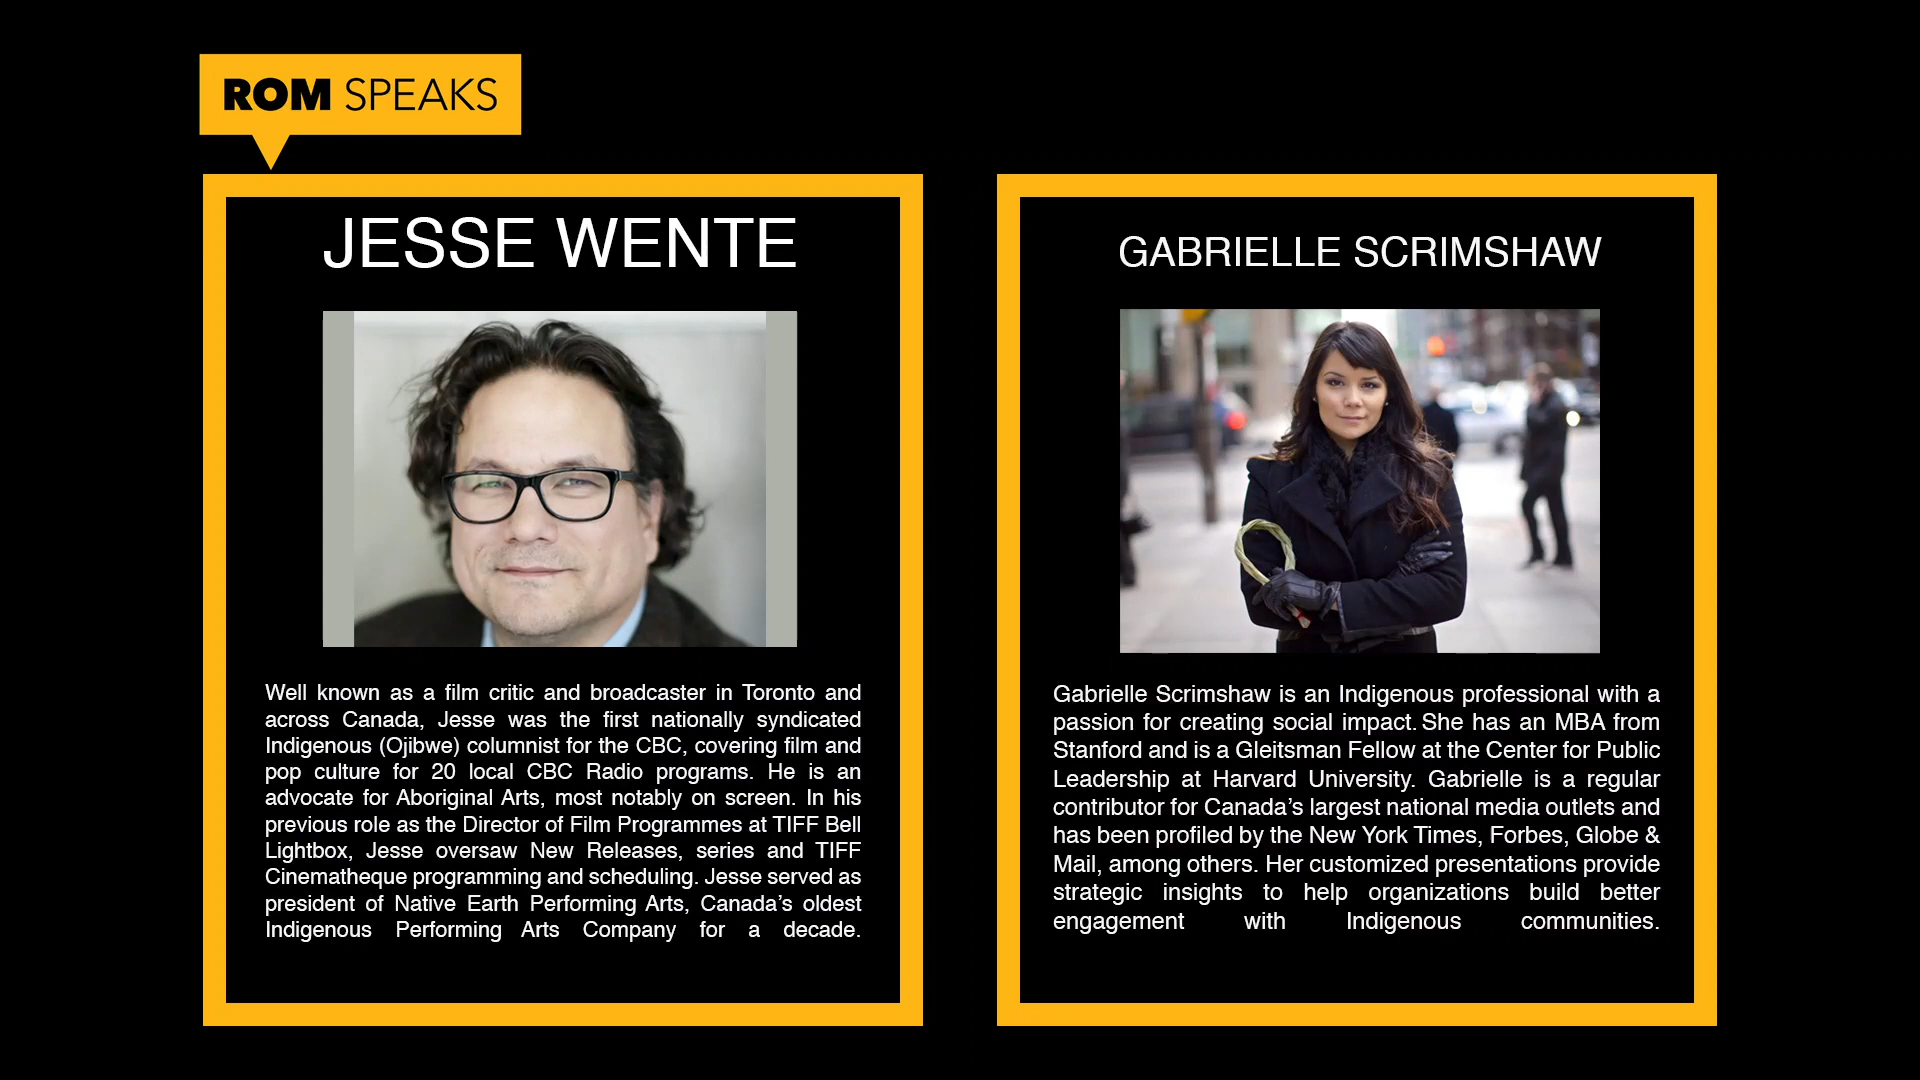 ROM SPEAKS
JESSE WENTE
Well known as a film critic and broadcaster in Toronto and
across Canada, Jesse was the first nationally syndicated
Indigenous (Ojibwe) columnist for the CBC, covering film and
pop culture for 20 local CBC Radio programs. He is an
advocate for Aboriginal Arts, most notably on screen. In his
previous role as the Director of Film Programmes at TIFF Bell
Lightbox, Jesse oversaw New Releases, series and TIFF
Cinematheque programming and scheduling. Jesse served as
president of Native Earth Performing Arts, Canada’s oldest
Indigenous Performing Arts Company for a decade.
GABRIELLE SCRIMSHAW
Gabrielle Scrimshaw is an Indigenous professional with a
passion for creating social impact. She has an MBA from
Stanford and is a Gleitsman Fellow at the Center for Public
Leadership at Harvard University. Gabrielle is a regular
contributor for Canada’s largest national media outlets and
has been profiled by the New York Times, Forbes, Globe &
Mail, among others. Her customized presentations provide
strategic insights to help organizations build better
engagement with Indigenous communities.